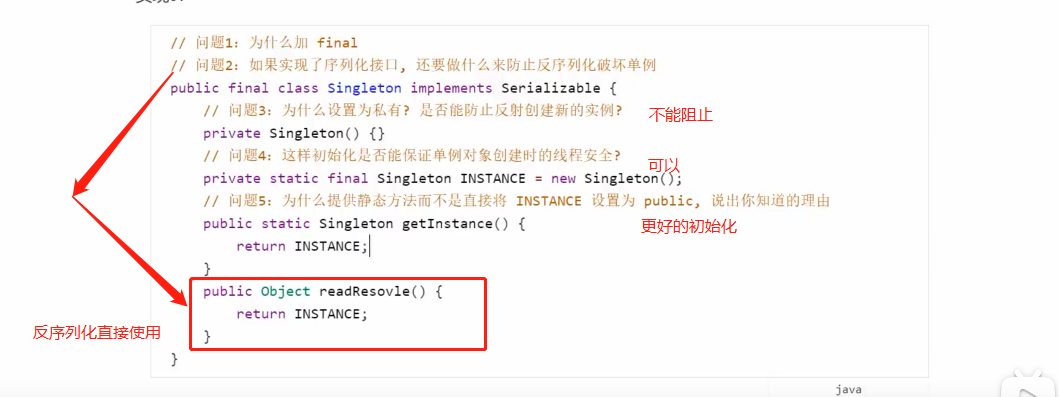 // 问题1：为什么加 final
// 问题2：如果实现了序列化接口, 还要做什么来防止反序列化破坏单例
public final class Singleton implements Serializable {
// 问题3：为什么设置为私有? 是否能防止反射创建新的实例?
不能阻止
private Singleton() {}
// 问题4：这样初始化是否能保证单例对象创建时的线程安全?
可以
private static final Singleton INSTANCE = new Singleton();
// 问题5：为什么提供静态方法而不是直接将 INSTANCE 设置为 public, 说出你知道的理由
public static Singleton getInstance() {
更好的初始化
return INSTANCE;
}
public Object readResovle() {
return INSTANCE;
反序列化直接使用
}
}
java